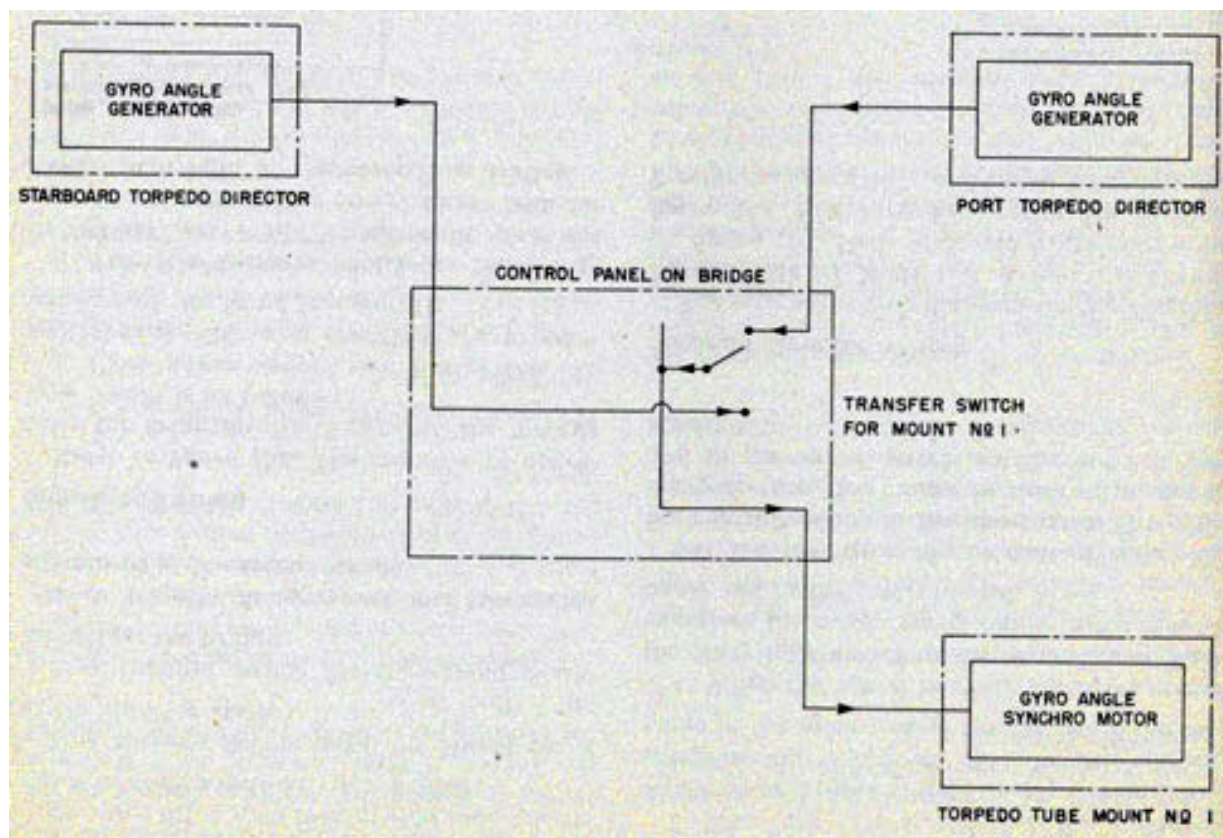 GYRO ANGLE
GENERATOR
STARBOARD TORPEDO DIRECTOR
GYRO ANGLE
GENERATOR
PORT TORPEDO DIRECTOR
CONTROL PANEL ON BRIDGE
TRANSFER SWITCH
FOR MOUNT Nº 1
GYRO ANGLE
SYNCHRO MOTOR
TORPEDO TUBE MOUNT Nº 1